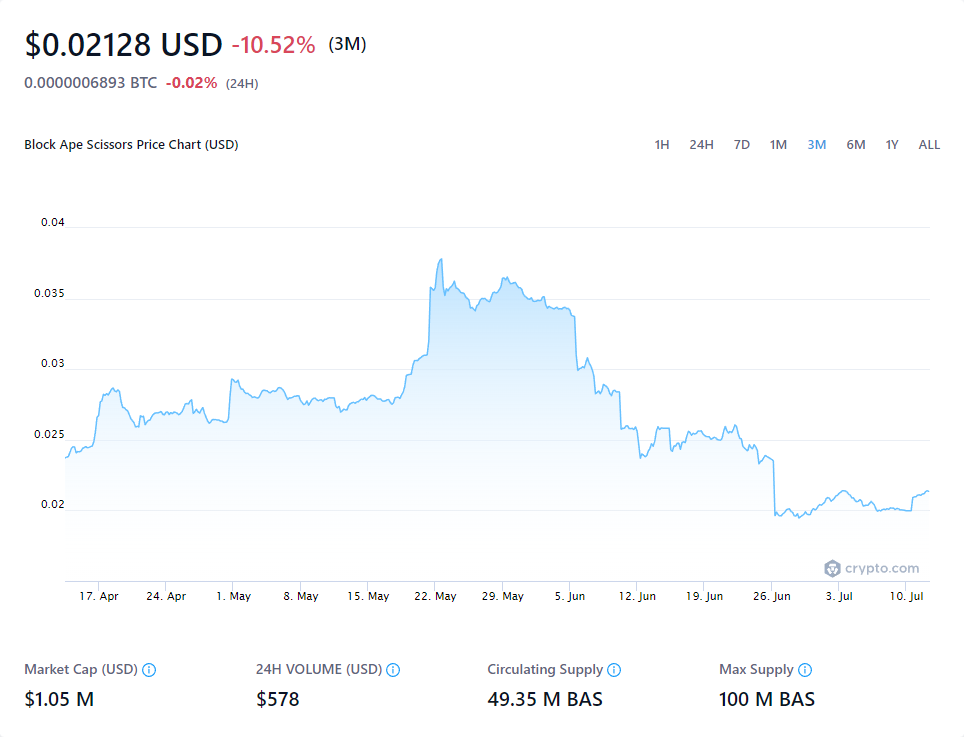 $0.02128 USD -10.52% (3M)
0.0000006893 BTC -0.02% (24H)
Block Ape Scissors Price Chart (USD) 1H 24H 7D 1M 3M 6M 1Y ALL
0.04
0.035
0.03
0.025
0.02
crypto.com
17. Apr 24. Apr 1. May 8. May 15. May 22. May 29. May 5. Jun 12. Jun 19. Jun 26. Jun 3. Jul 10. Jul
Market Cap (USD) 24H VOLUME (USD) Circulating Supply Max Supply
$1.05 M $578 49.35 M BAS 100 M BAS